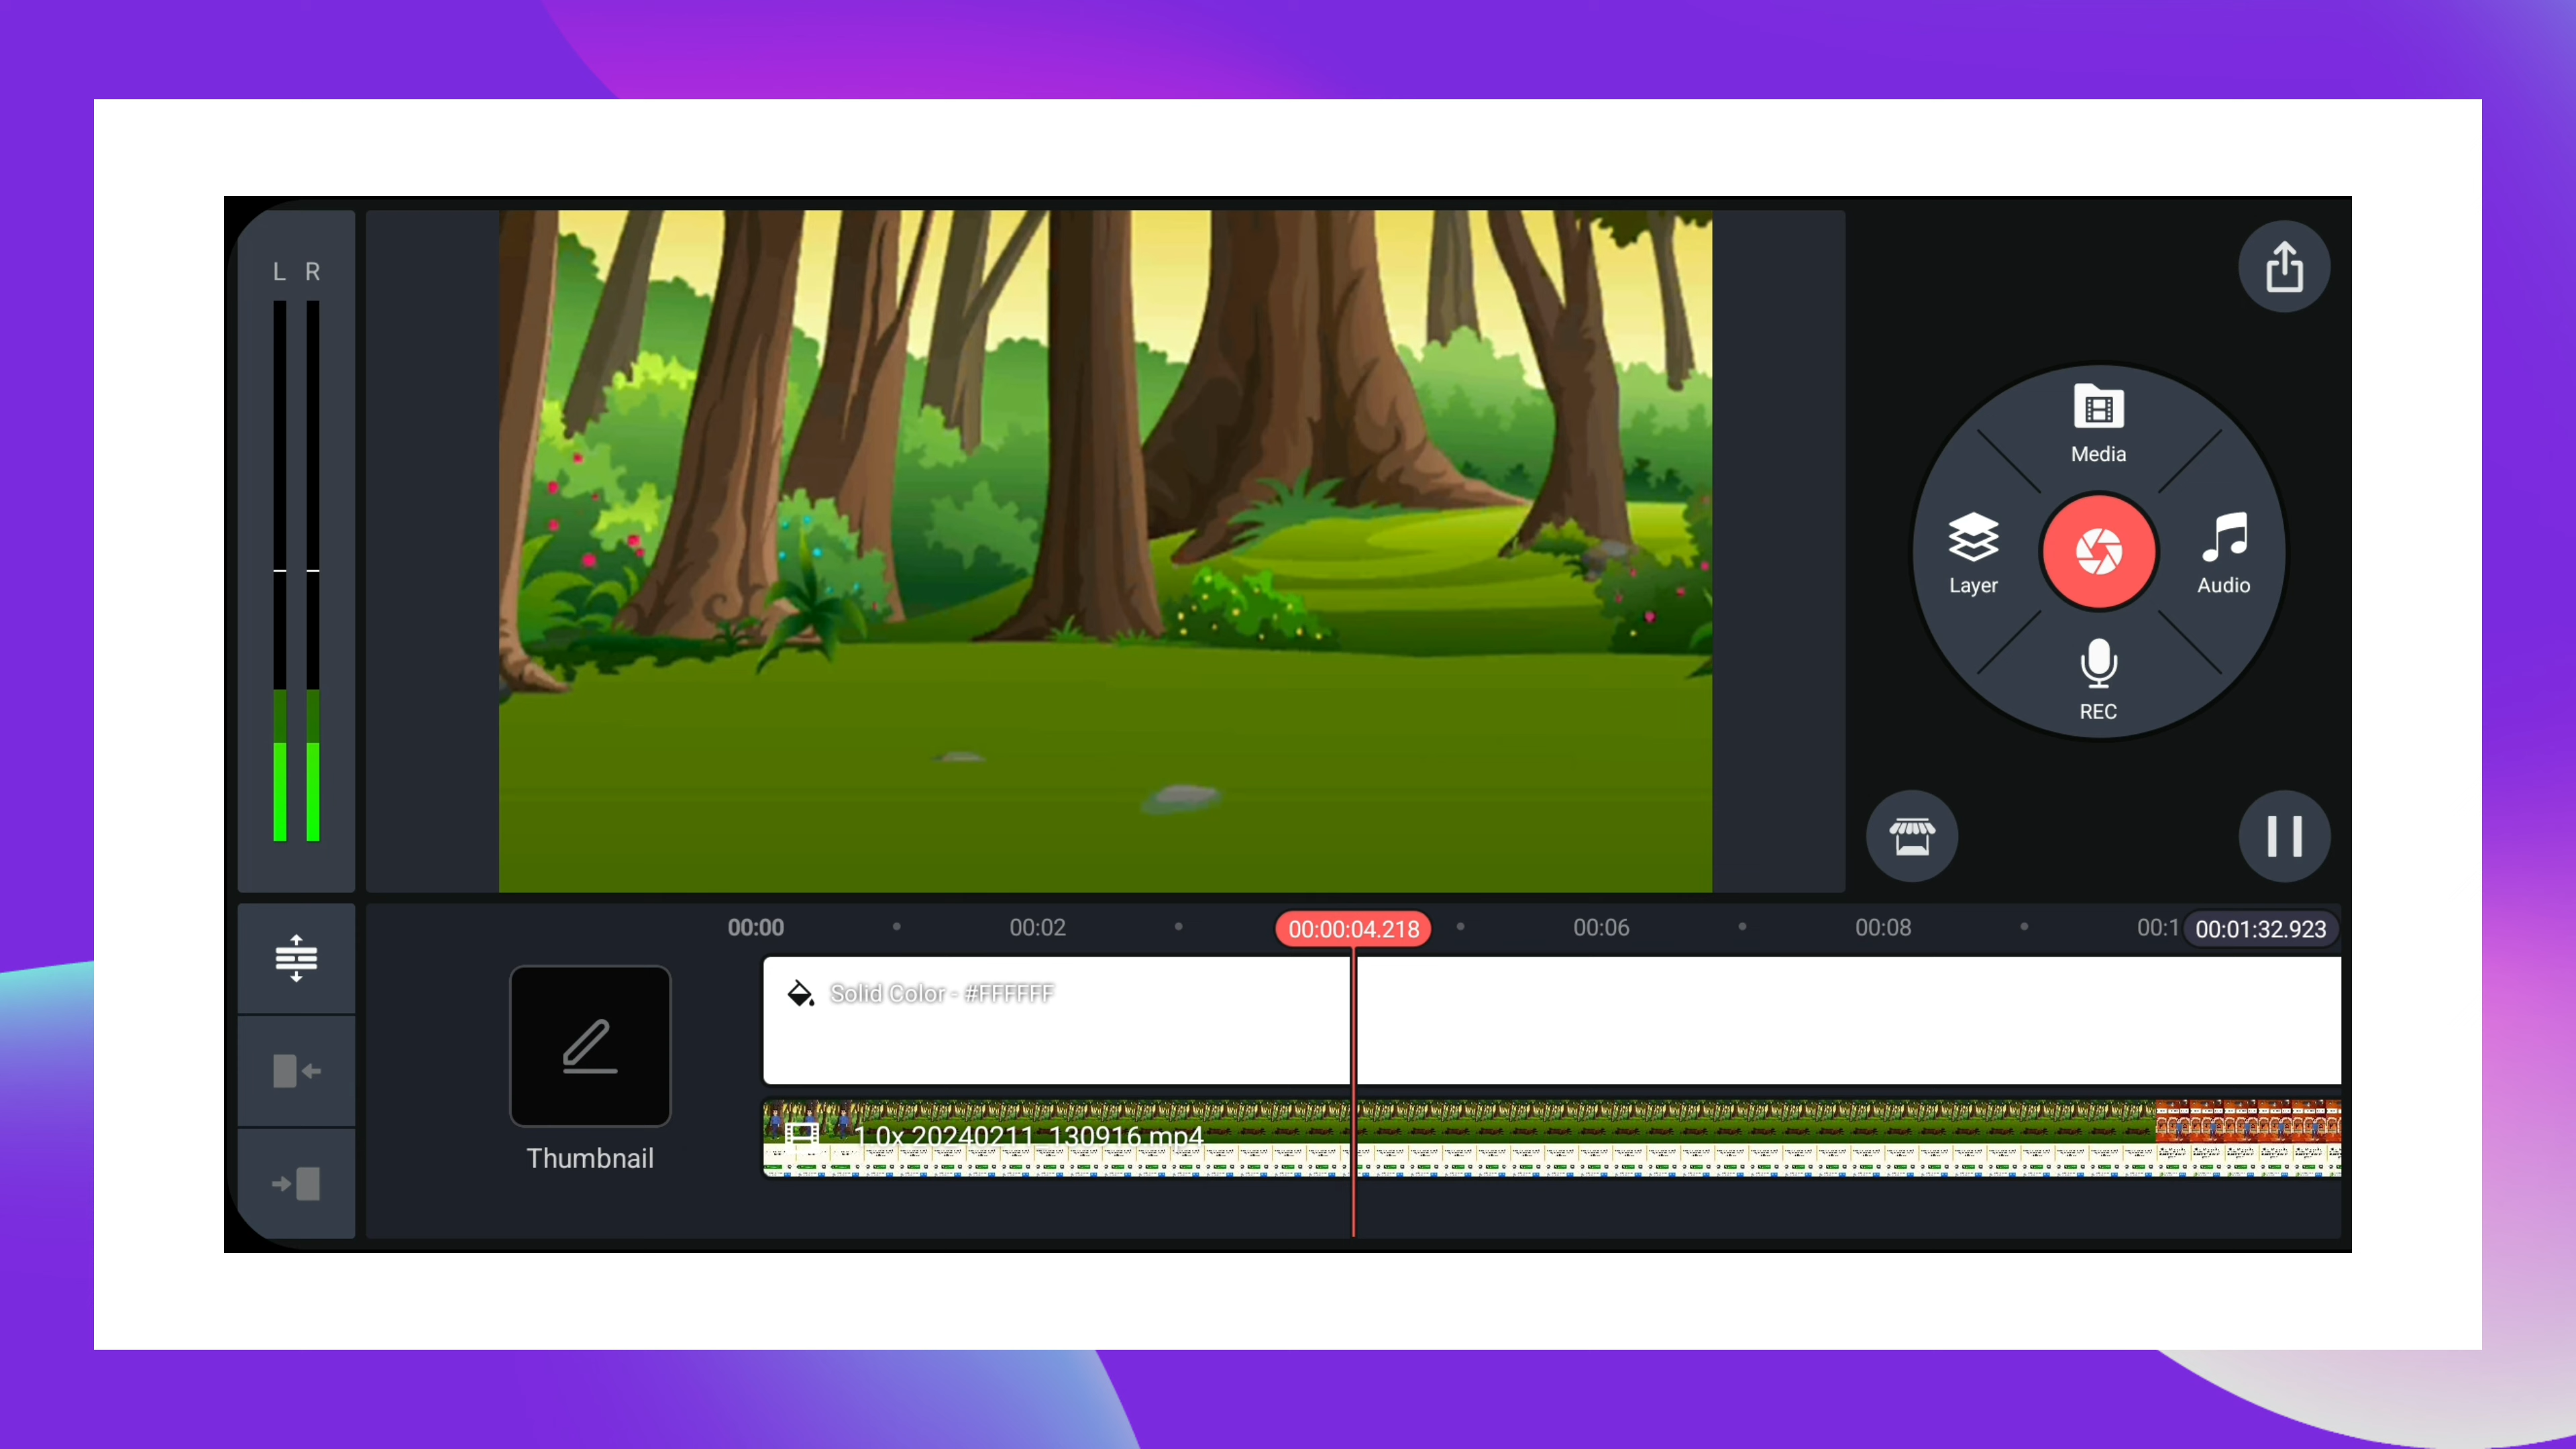 L R
Media
Layer
Audio
REC
00:00
00:02
00:00:04.218
00:06
00:08
00:1
00:01:32.923
Solid Color - #FFFFFF
1.0x 20240211_130916.mp4
Thumbnail